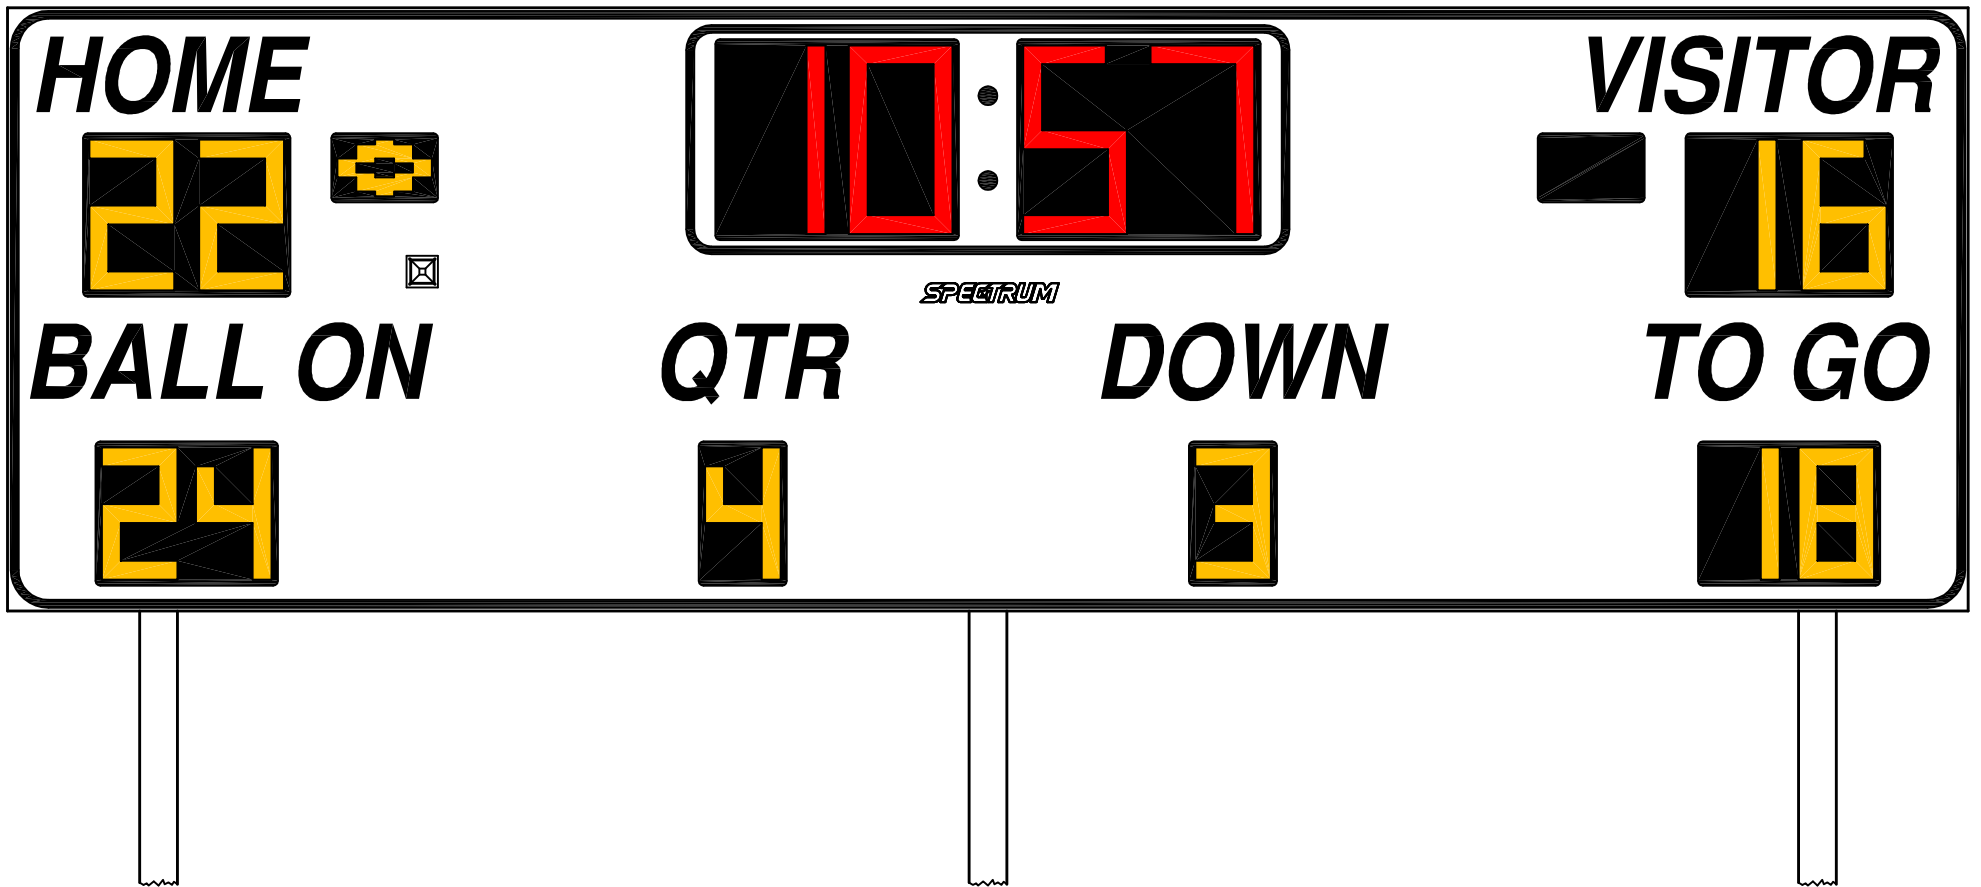 HOME 10:57 VISITOR
22 16
SPECTRUM
BALL ON QTR DOWN TO GO
24 4 3 18